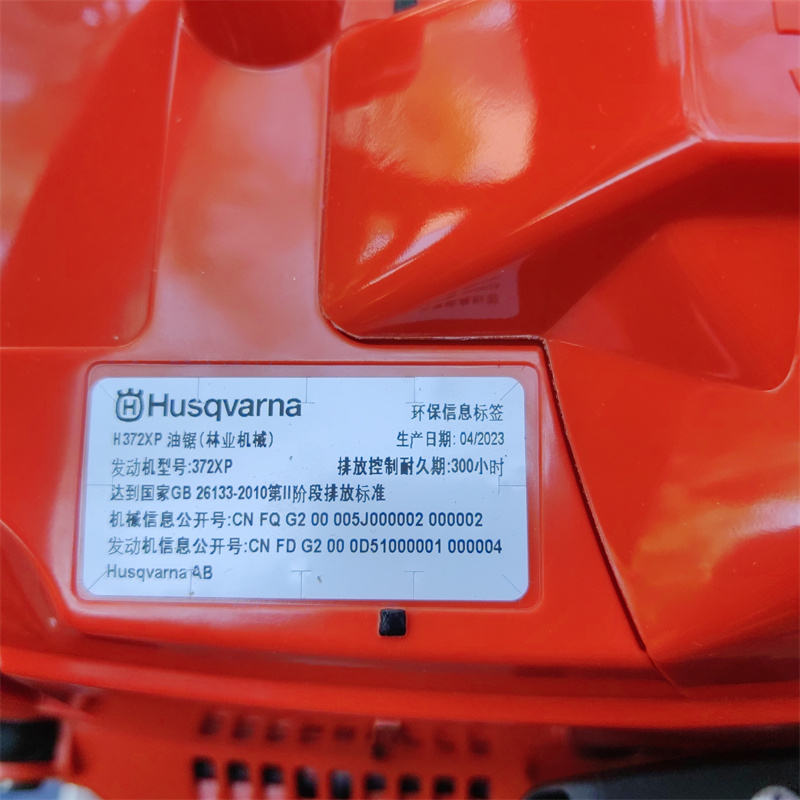 Husqvarna 环保信息标签
H372XP 油锯(林业机械) 生产日期: 04/2023
发动机型号:372XP 排放控制耐久期:300小时
达到国家GB 26133-2010第II阶段排放标准
机械信息公开号:CN FQ G2 00 005J000002 000002
发动机信息公开号:CN FD G2 00 0D51000001 000004
Husqvarna AB